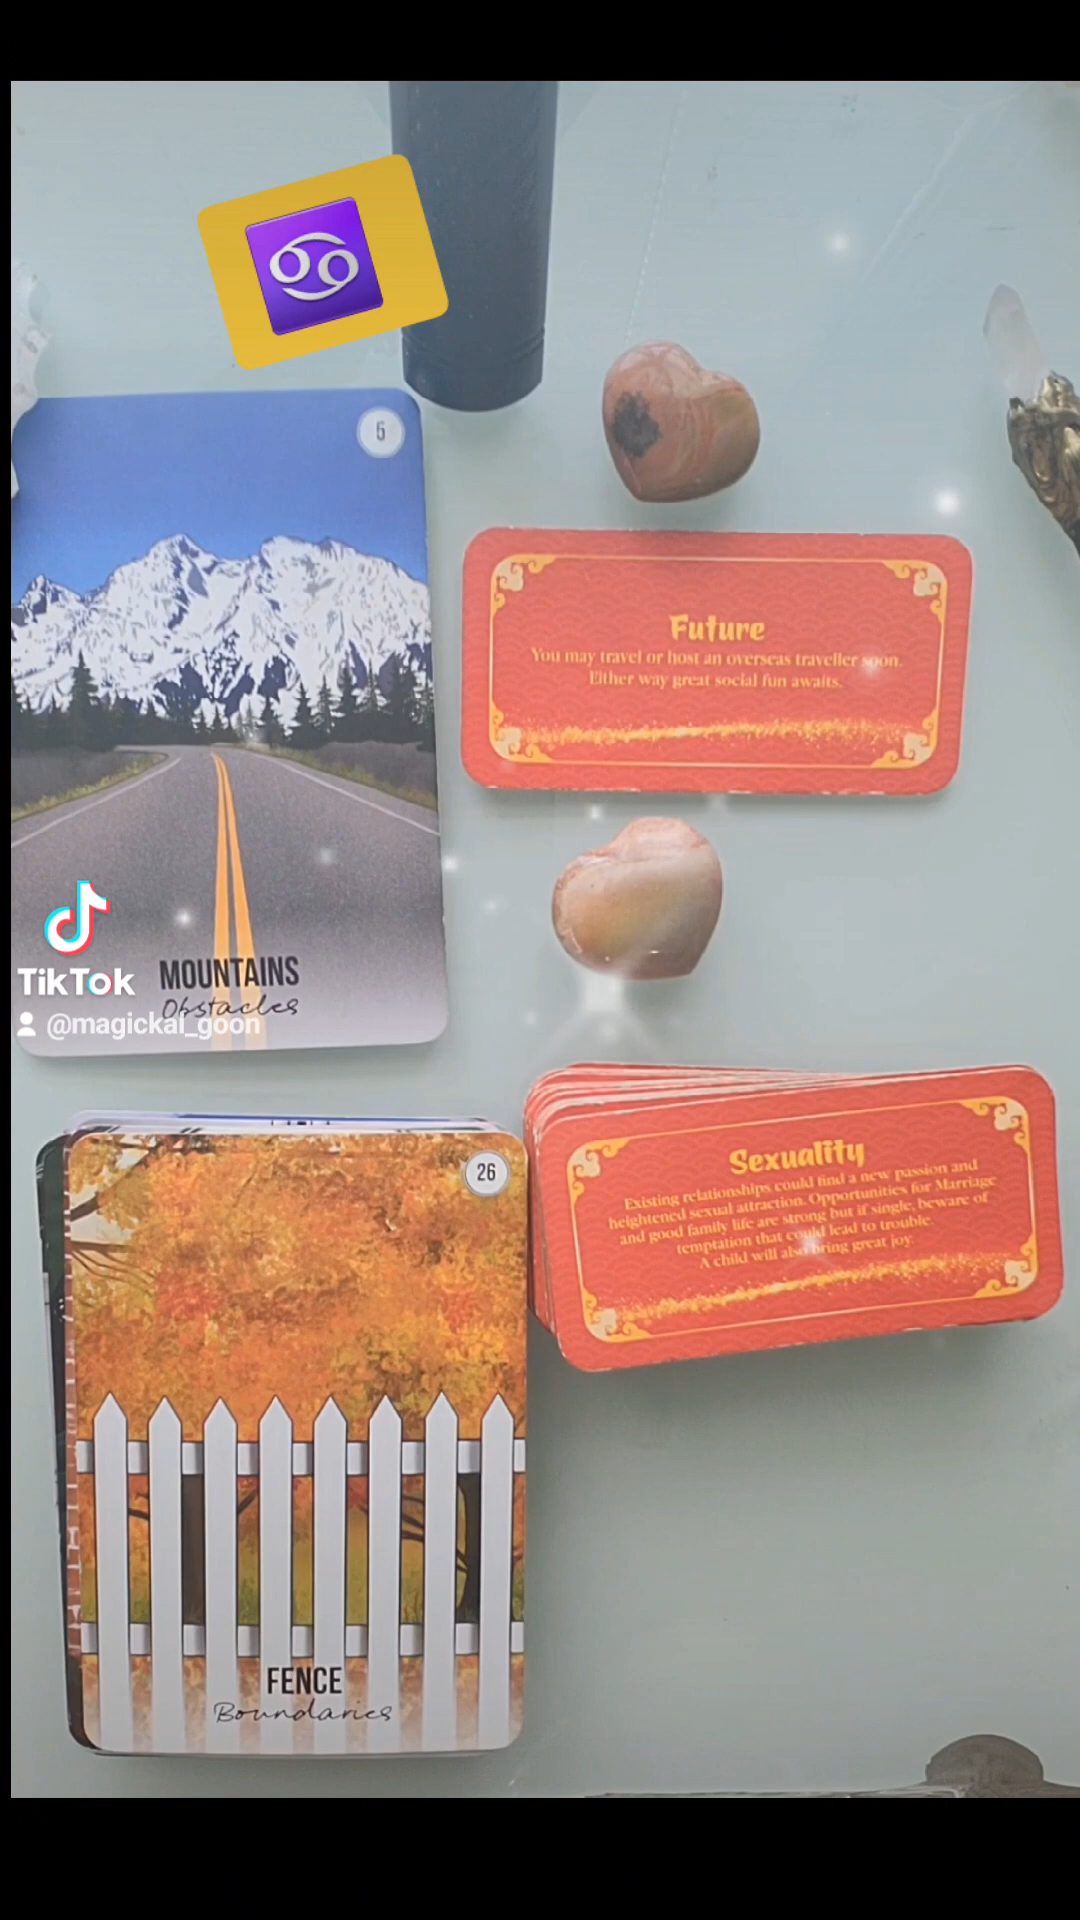 ♋
5
Future
You may travel or host an overseas traveller soon.
Either way great social fun awaits.
TikTok
@magickal_goon
MOUNTAINS
Obstacles
26
Sexuality
Existing relationships could find a new passion and
heightened sexual attraction. Opportunities for Marriage
and good family life are strong but if single, beware of
temptation that could lead to trouble.
A child will also bring great joy.
FENCE
Boundaries